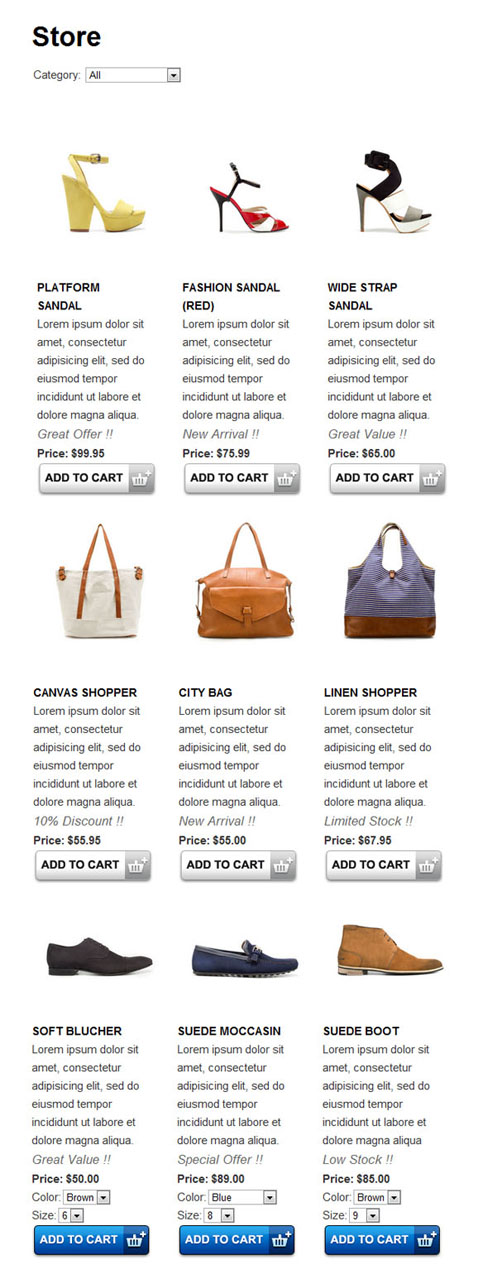 Store
Category: All
PLATFORM
SANDAL
Lorem ipsum dolor sit
amet, consectetur
adipisicing elit, sed do
eiusmod tempor
incididunt ut labore et
dolore magna aliqua.
Great Offer !!
Price: $99.95
ADD TO CART
FASHION SANDAL
(RED)
Lorem ipsum dolor sit
amet, consectetur
adipisicing elit, sed do
eiusmod tempor
incididunt ut labore et
dolore magna aliqua.
New Arrival !!
Price: $75.99
ADD TO CART
WIDE STRAP
SANDAL
Lorem ipsum dolor sit
amet, consectetur
adipisicing elit, sed do
eiusmod tempor
incididunt ut labore et
dolore magna aliqua.
Great Value !!
Price: $65.00
ADD TO CART
CANVAS SHOPPER
Lorem ipsum dolor sit
amet, consectetur
adipisicing elit, sed do
eiusmod tempor
incididunt ut labore et
dolore magna aliqua.
10% Discount !!
Price: $55.95
ADD TO CART
CITY BAG
Lorem ipsum dolor sit
amet, consectetur
adipisicing elit, sed do
eiusmod tempor
incididunt ut labore et
dolore magna aliqua.
New Arrival !!
Price: $55.00
ADD TO CART
LINEN SHOPPER
Lorem ipsum dolor sit
amet, consectetur
adipisicing elit, sed do
eiusmod tempor
incididunt ut labore et
dolore magna aliqua.
Limited Stock !!
Price: $67.95
ADD TO CART
SOFT BLUCHER
Lorem ipsum dolor sit
amet, consectetur
adipisicing elit, sed do
eiusmod tempor
incididunt ut labore et
dolore magna aliqua.
Great Value !!
Price: $50.00
Color: Brown
Size: 6
ADD TO CART
SUEDE MOCCASIN
Lorem ipsum dolor sit
amet, consectetur
adipisicing elit, sed do
eiusmod tempor
incididunt ut labore et
dolore magna aliqua.
Special Offer !!
Price: $89.00
Color: Blue
Size: 8
ADD TO CART
SUEDE BOOT
Lorem ipsum dolor sit
amet, consectetur
adipisicing elit, sed do
eiusmod tempor
incididunt ut labore et
dolore magna aliqua
Low Stock !!
Price: $85.00
Color: Brown
Size: 9
ADD TO CART